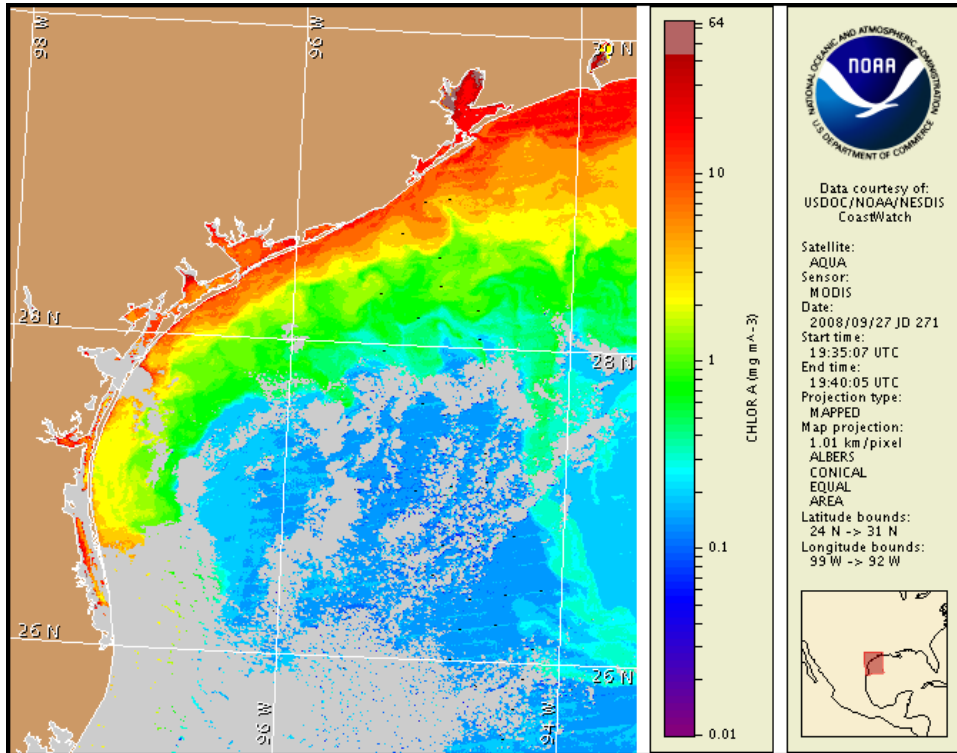 98 W
96 W
30 N
28 N
28 N
26 N
26 N
96 W
94 W
64
10
1
0.1
0.01
CHLOR A (mg m^-3)
NATIONAL OCEANIC AND ATMOSPHERIC ADMINISTRATION
NOAA
U.S. DEPARTMENT OF COMMERCE
Data courtesy of:
USDOC/NOAA/NESDIS
CoastWatch
Satellite:
AQUA
Sensor:
MODIS
Date:
2008/09/27 JD 271
Start time:
19:35:07 UTC
End time:
19:40:05 UTC
Projection type:
MAPPED
Map projection:
1.01 km/pixel
ALBERS
CONICAL
EQUAL
AREA
Latitude bounds:
24 N -> 31 N
Longitude bounds:
99 W -> 92 W